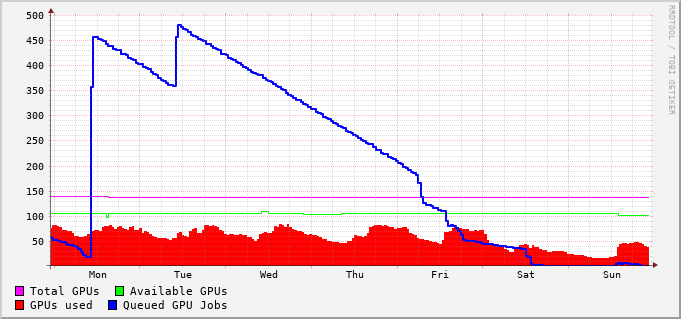 500
450
400
350
300
250
200
150
100
50
Mon Tue Wed Thu Fri Sat Sun
Total GPUs Available GPUs
GPUs used Queued GPU Jobs
RRDTOOL / TOBI OETIKER